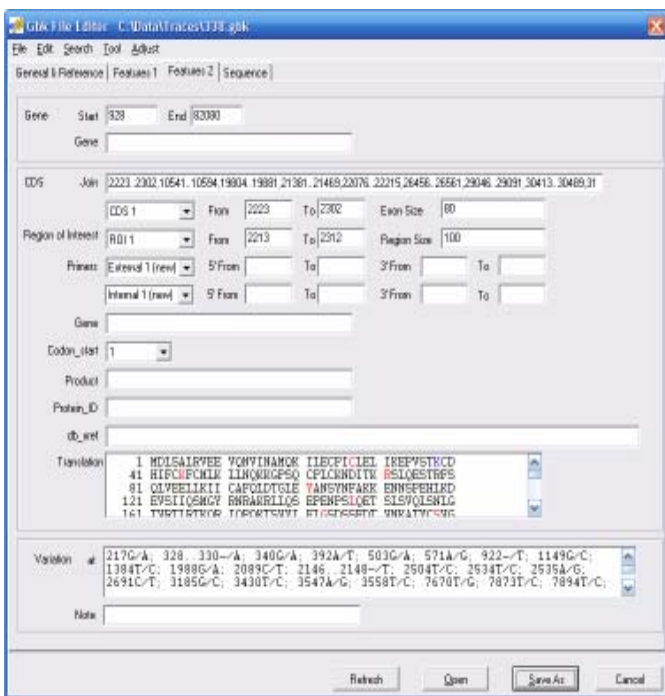 Gbk File Editor C:\Data\Traces\338.gbk
File Edit Search Tool Adjust
General & Reference Features 1 Features 2 Sequence
Gene Start 928 End 82080
Gene
CDS Join 2223..2302,10541..10594,19804..19881,21381..21469,22076..22215,26456..26561,29046..29091,30413..30489,31
CDS 1 From 2223 To 2302 Exon Size 80
Region of Interest ROI 1 From 2213 To 2312 Region Size 100
Primers External 1 (new) 5' From To 3' From To
Internal 1 (new) 5' From To 3' From To
Gene
Codon_start 1
Product
Protein_ID
db_xref
Translation 1 MDLSALRVEE VQNVINAMQK ILECPICLEL IKEPVSTKCD
41 HIFCKFCMLK LLNQKKGPSQ CPLCKNDITK RSLQESTRFS
81 QLVEELLKII CAFQLDTGLE YANSYNFAKK ENNSPEHLKD
121 EVSIIQSMGY RNRAKRLLQS EPENPSLQET SLSVQLSNLG
161
Variation at 217G/A; 328..330-/A; 340G/A; 392A/T; 503G/A; 571A/G; 922-/T; 1149G/C;
1384T/C; 1988G/A; 2089C/T; 2146..2148-/T; 2504T/C; 2534T/C; 2535A/G;
2691C/T; 3185G/C; 3430T/C; 3547A/G; 3558T/C; 7670T/G; 7873T/C; 7894T/C;
Note
Refresh Open Save As Cancel